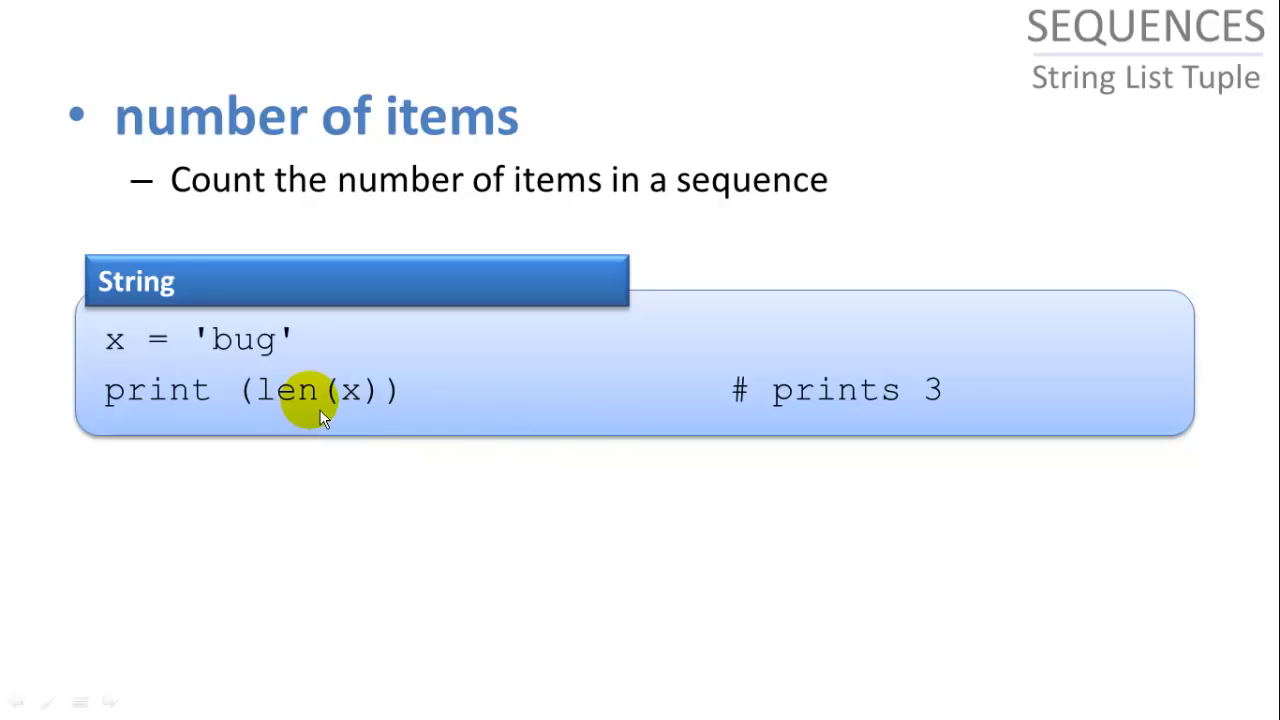 SEQUENCES
String List Tuple
• number of items
– Count the number of items in a sequence
String
x = 'bug'
print (len(x)) # prints 3